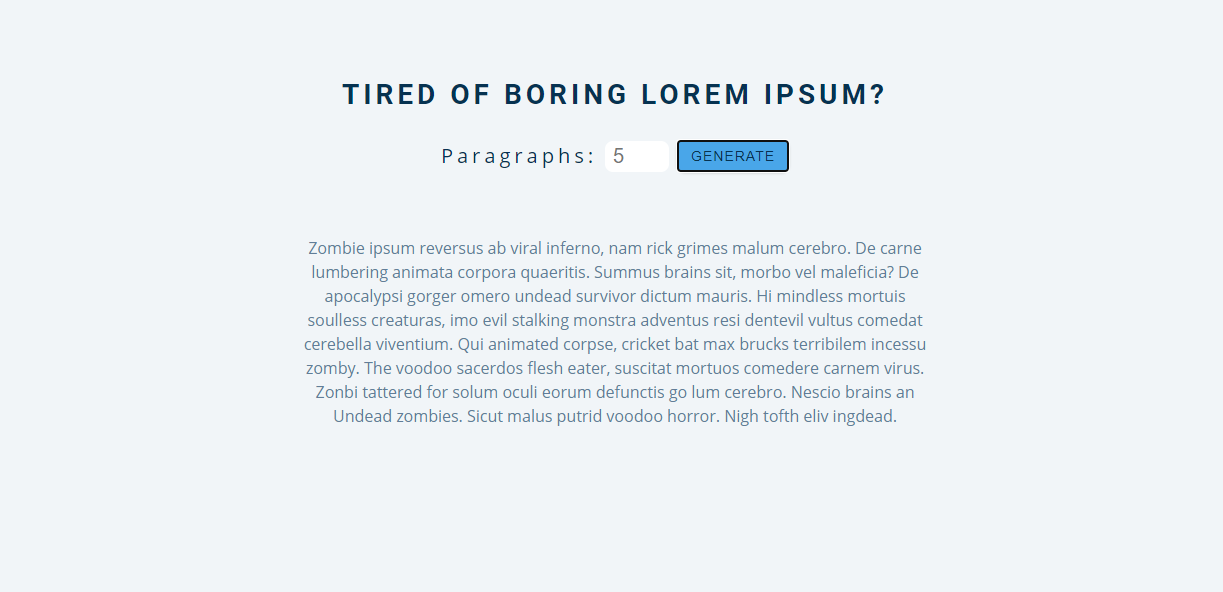 TIRED OF BORING LOREM IPSUM?
Paragraphs: 5 GENERATE
Zombie ipsum reversus ab viral inferno, nam rick grimes malum cerebro. De carne
lumbering animata corpora quaeritis. Summus brains sit, morbo vel maleficia? De
apocalypsi gorger omero undead survivor dictum mauris. Hi mindless mortuis
soulless creaturas, imo evil stalking monstra adventus resi dentevil vultus comedat
cerebella viventium. Qui animated corpse, cricket bat max brucks terribilem incessu
zomby. The voodoo sacerdos flesh eater, suscitat mortuos comedere carnem virus.
Zonbi tattered for solum oculi eorum defunctis go lum cerebro. Nescio brains an
Undead zombies. Sicut malus putrid voodoo horror. Nigh tofth eliv ingdead.